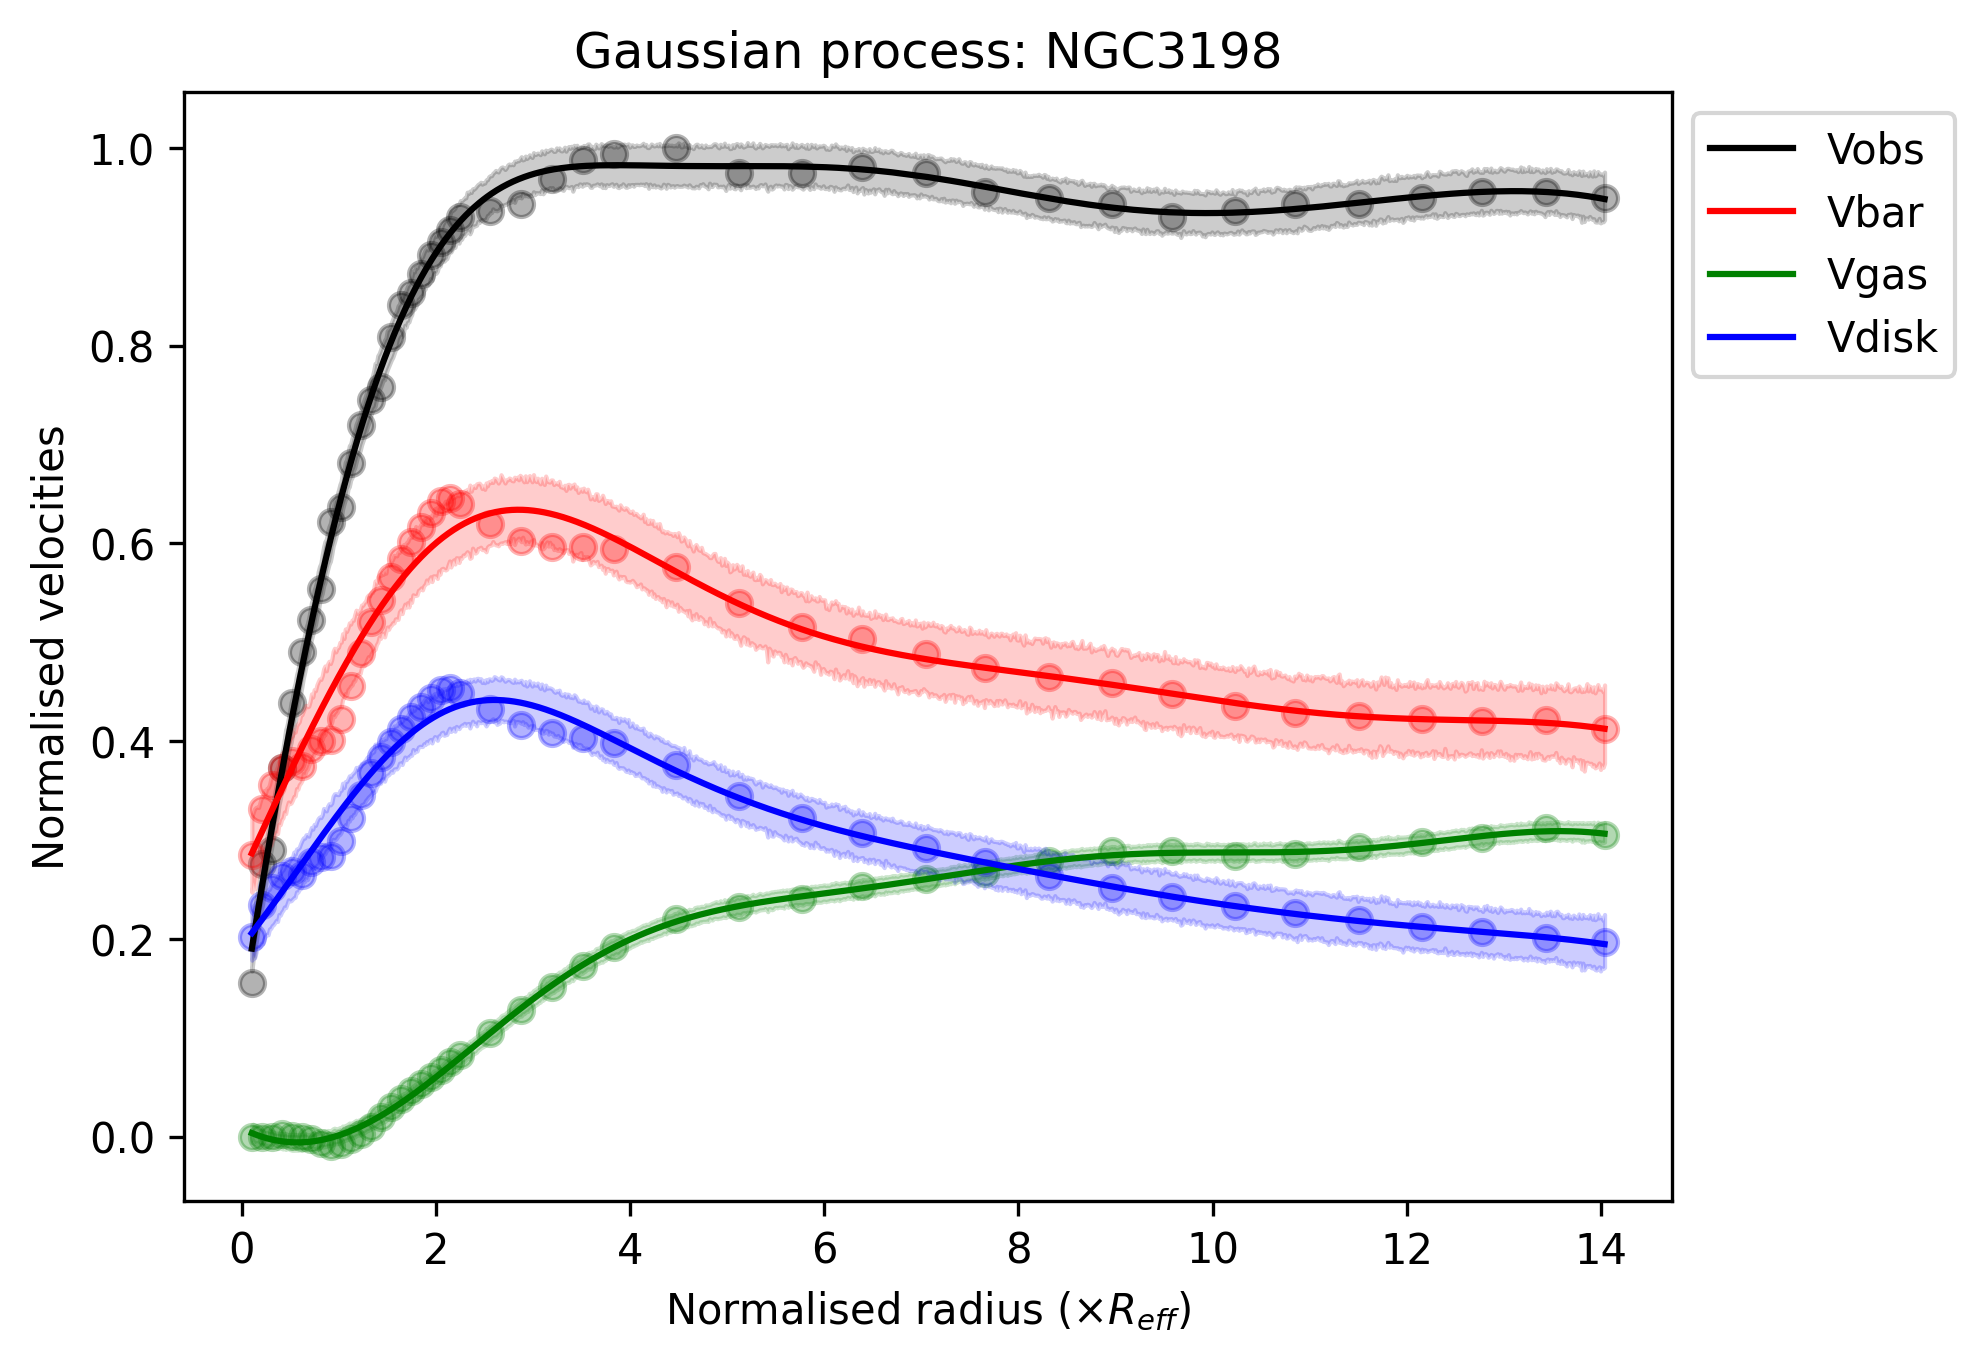 Gaussian process: NGC3198
Vobs
Vbar
Vgas
Vdisk
Normalised velocities
1.0
0.8
0.6
0.4
0.2
0.0
0 2 4 6 8 10 12 14
Normalised radius (×R_eff)